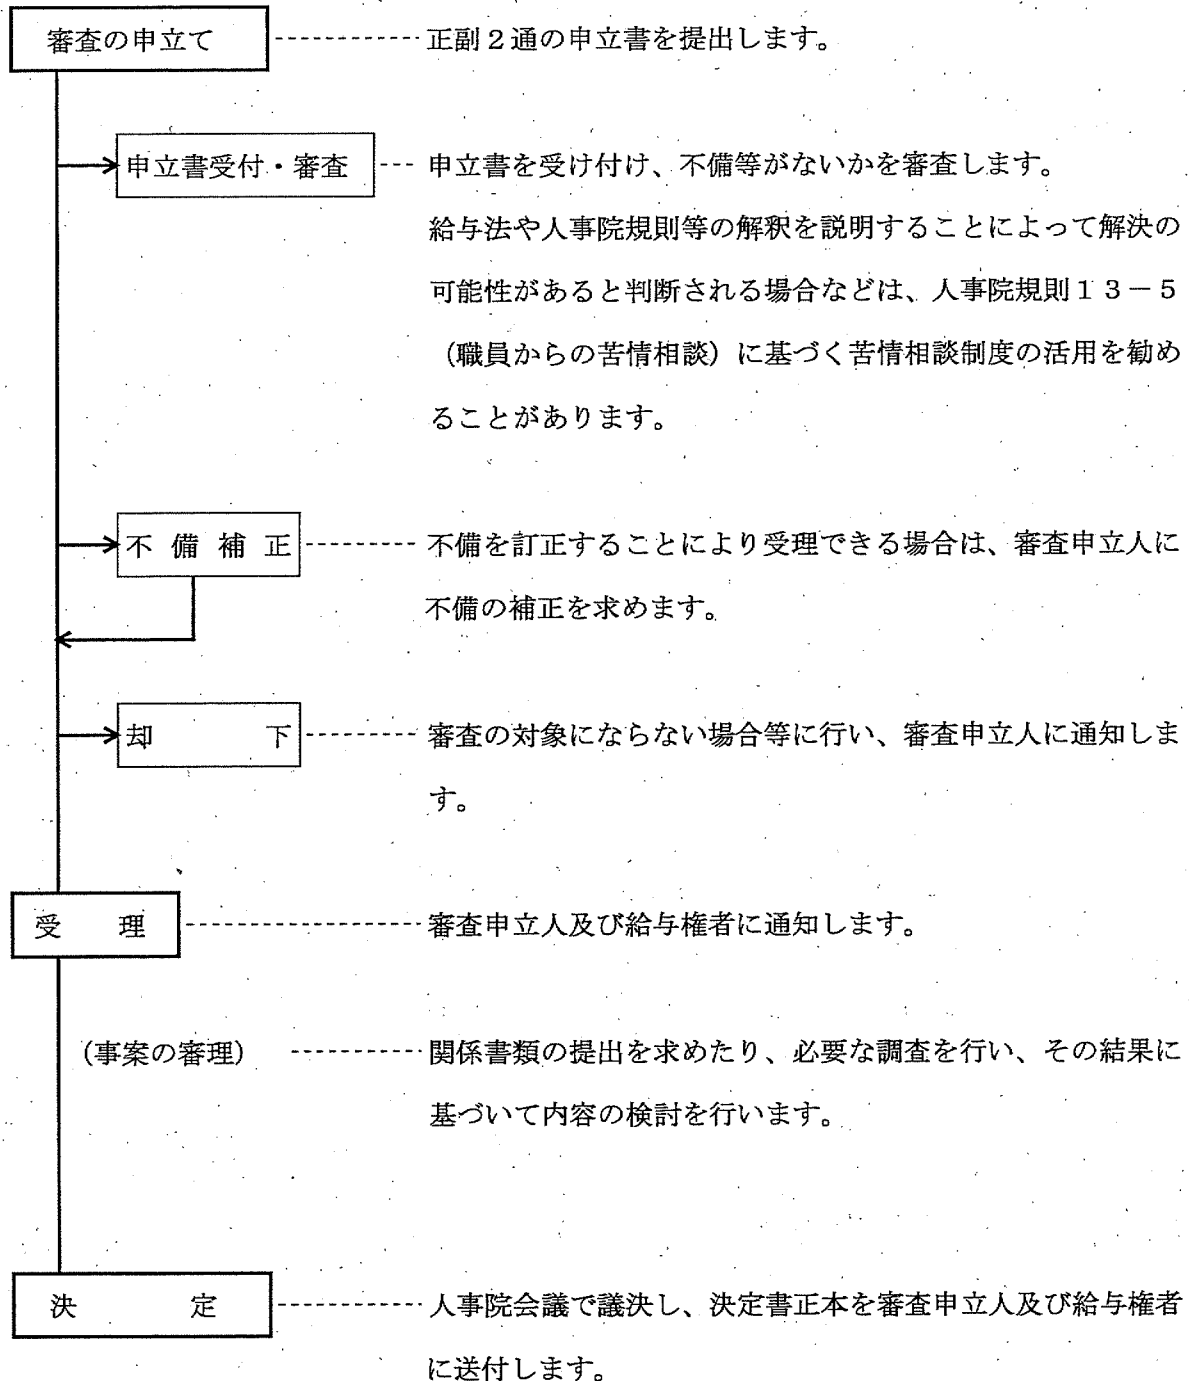 審査の申立て 正副２通の申立書を提出します。
申立書受付・審査 申立書を受け付け、不備等がないかを審査します。
給与法や人事院規則等の解釈を説明することによって解決の
可能性があると判断される場合などは、人事院規則１３－５
（職員からの苦情相談）に基づく苦情相談制度の活用を勧め
ることがあります。
不備補正 不備を訂正することにより受理できる場合は、審査申立人に
不備の補正を求めます。
却下 審査の対象にならない場合等に行い、審査申立人に通知しま
す。
受理 審査申立人及び給与権者に通知します。
（事案の審理） 関係書類の提出を求めたり、必要な調査を行い、その結果に
基づいて内容の検討を行います。
決定 人事院会議で議決し、決定書正本を審査申立人及び給与権者
に送付します。